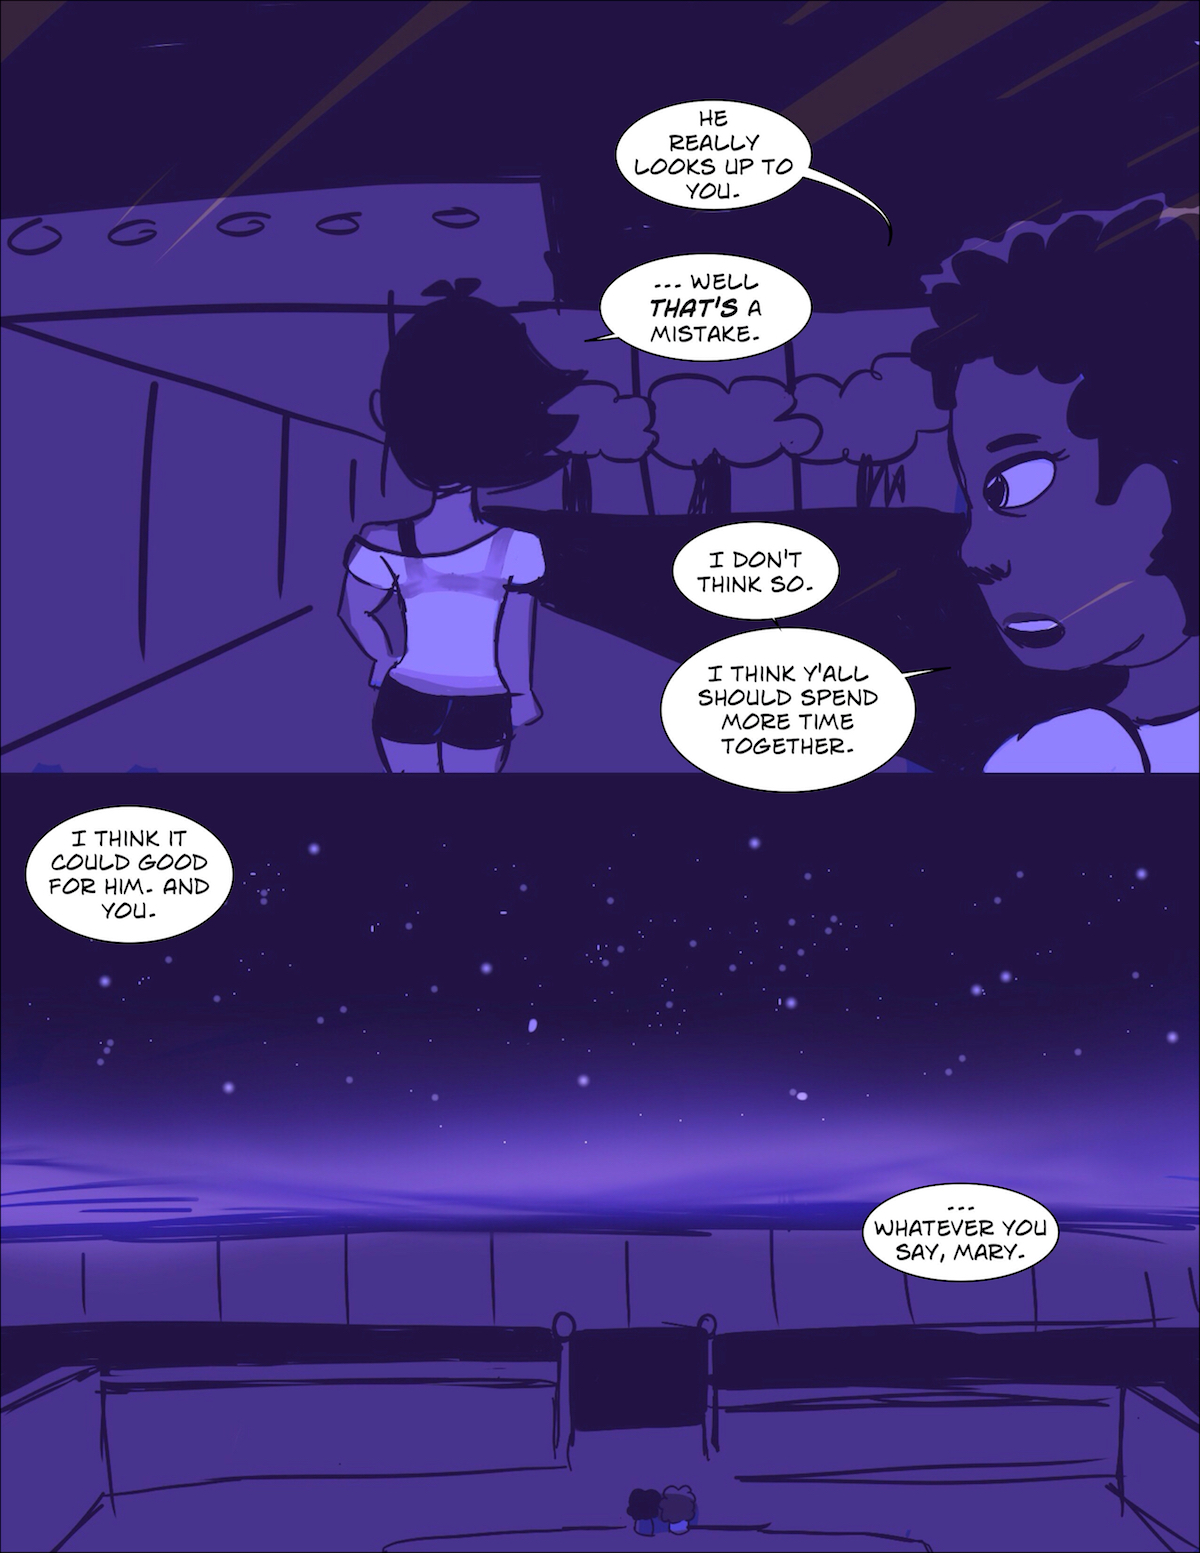 HE
REALLY
LOOKS UP TO
YOU.
... WELL
THAT'S A
MISTAKE.
I DON'T
THINK SO.
I THINK Y'ALL
SHOULD SPEND
MORE TIME
TOGETHER.
I THINK IT
COULD GOOD
FOR HIM. AND
YOU.
...
WHATEVER YOU
SAY, MARY.